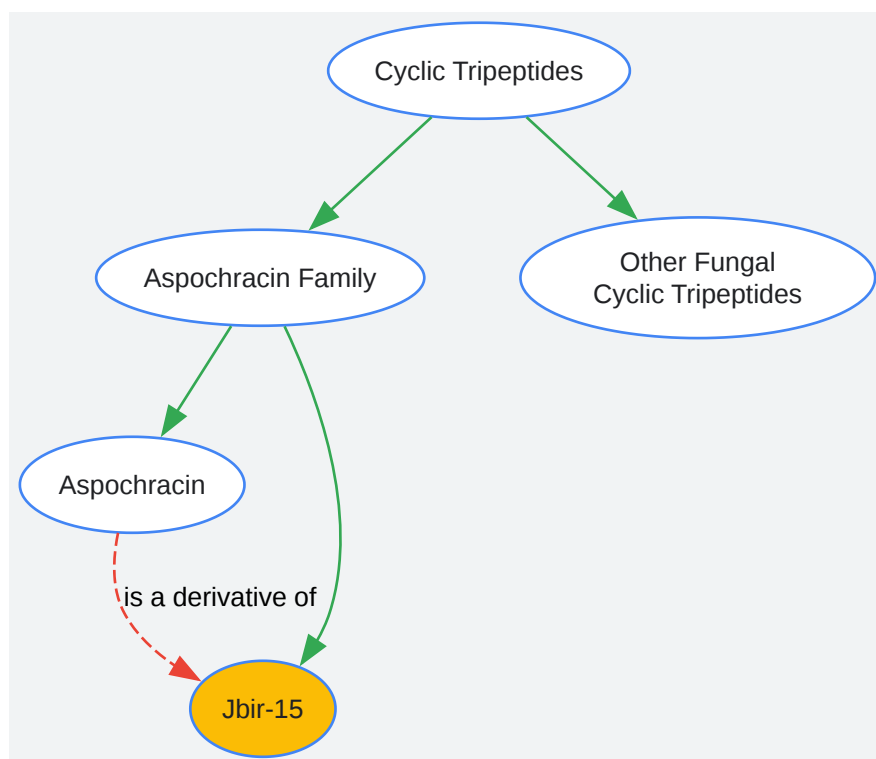 Cyclic Tripeptides
Aspochracin Family
Other Fungal
Cyclic Tripeptides
Aspochracin
is a derivative of
Jbir-15